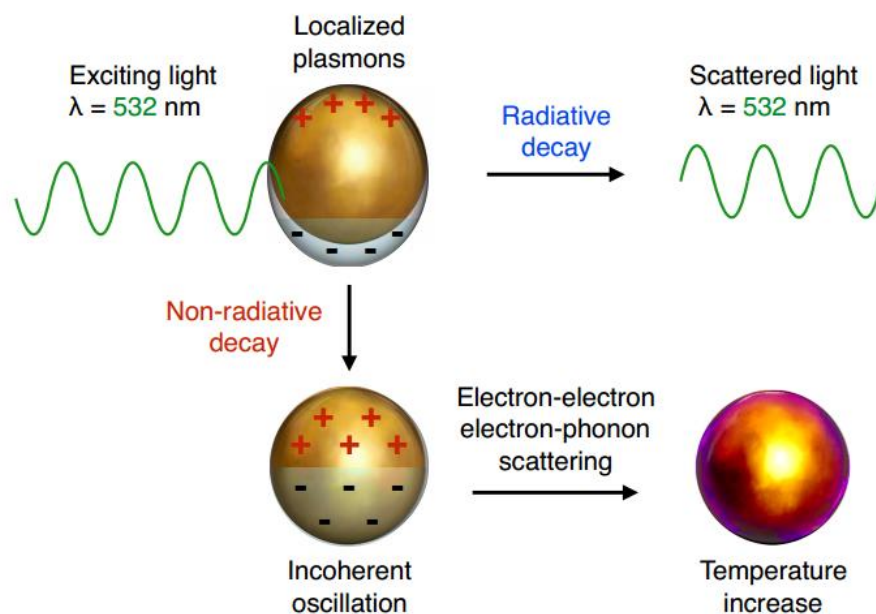 Localized
plasmons
Exciting light
λ = 532 nm
Scattered light
λ = 532 nm
+ + + +
Radiative
decay
- - - -
Non-radiative
decay
+ +
+ + +
Electron-electron
electron-phonon
scattering
- - -
- -
Incoherent
oscillation
Temperature
increase